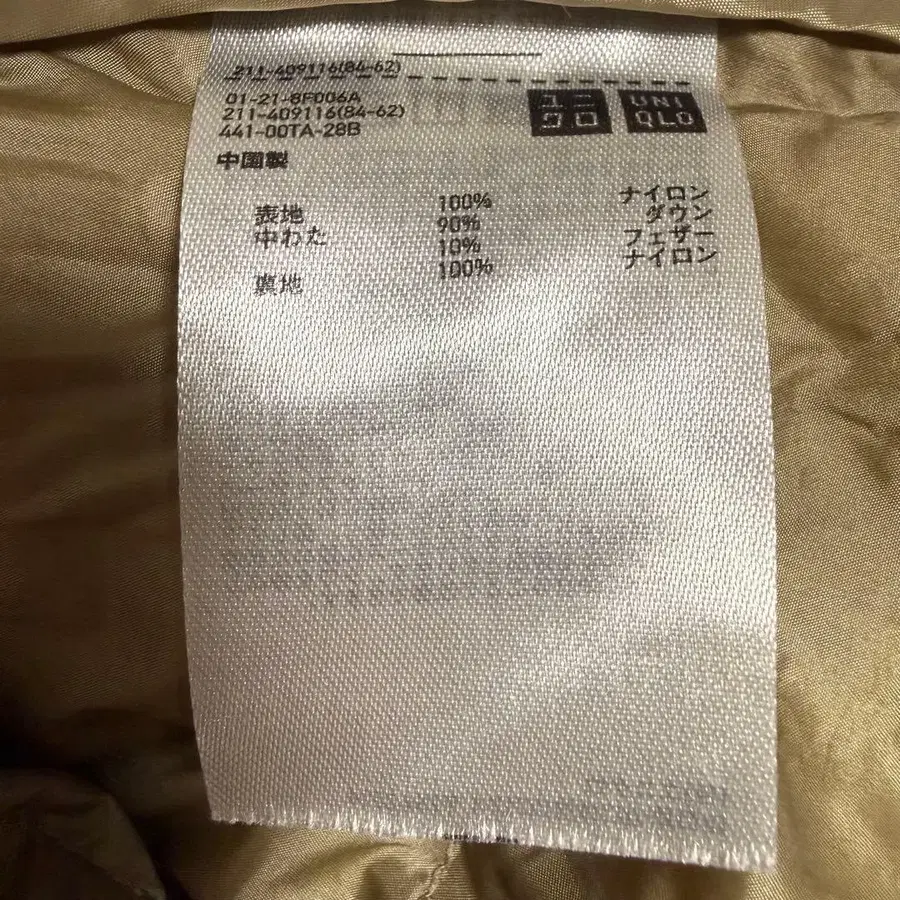 211-409116(84-62)
01-21-8F006A
211-409116(84-62)
441-00TA-28B
ユニクロ
UNIQLO
中国製
表地 100% ナイロン
中わた 90% ダウン
10% フェザー
裏地 100% ナイロン